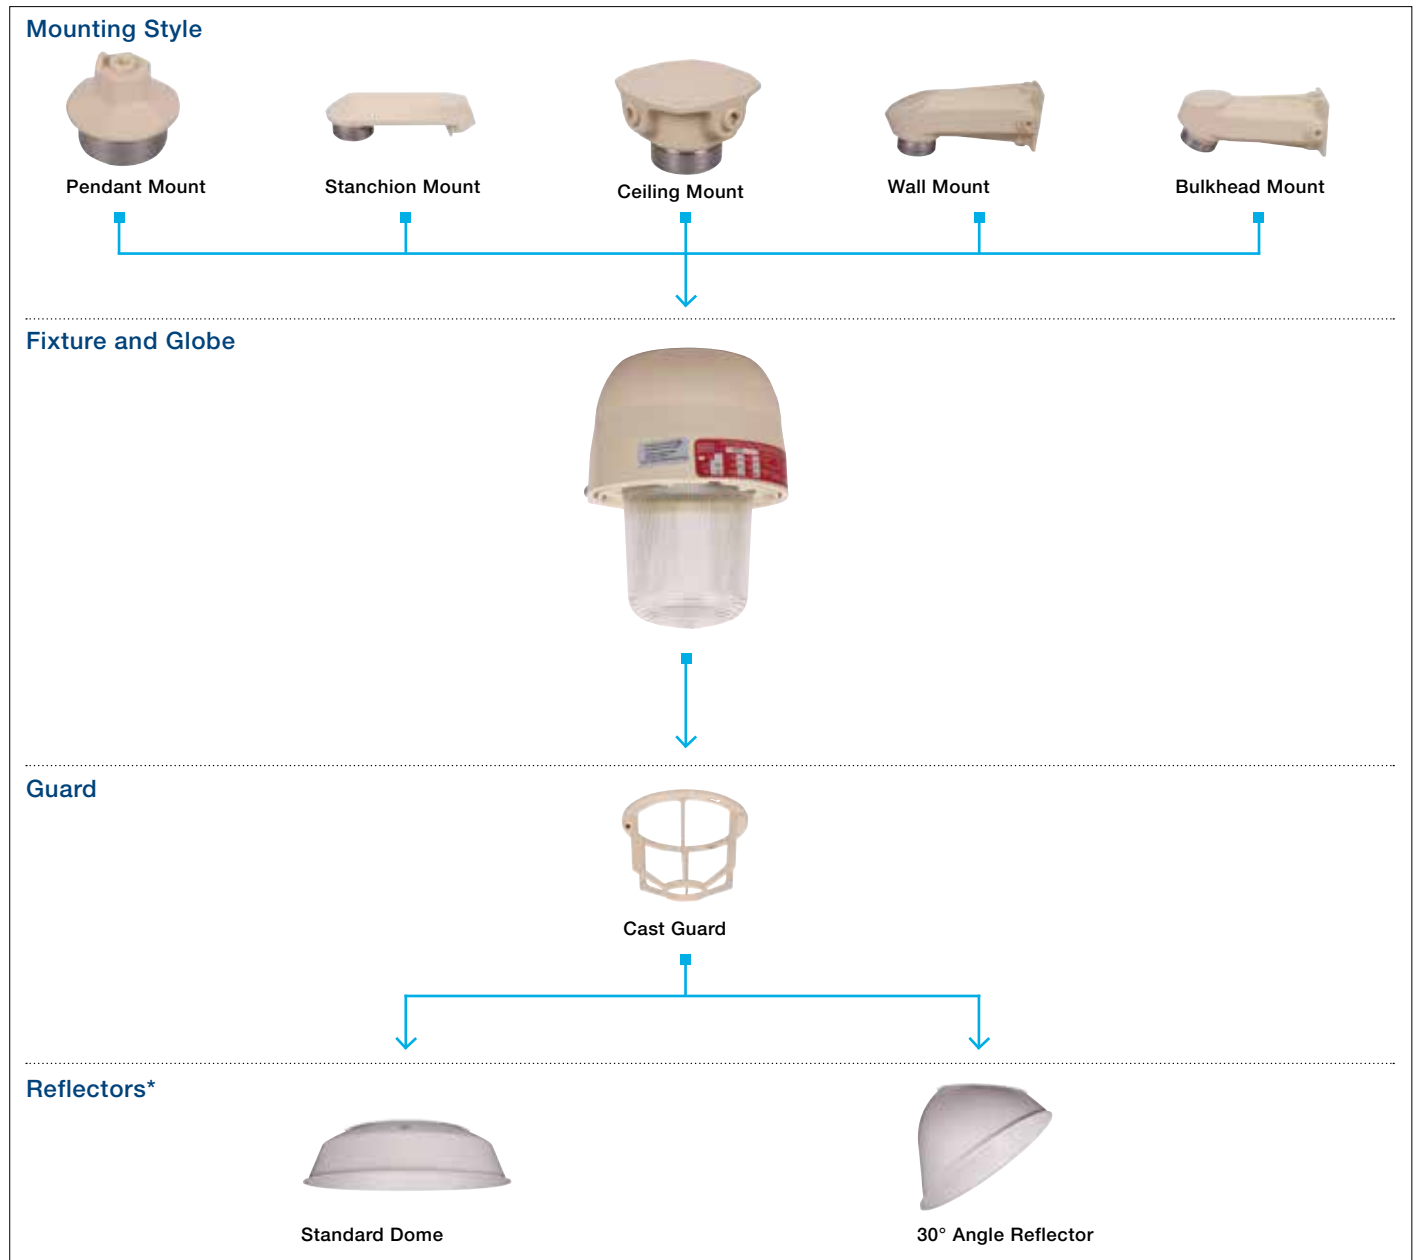 Mounting Style
Pendant Mount
Stanchion Mount
Ceiling Mount
Wall Mount
Bulkhead Mount
Fixture and Globe
Guard
Cast Guard
Reflectors*
Standard Dome
30° Angle Reflector